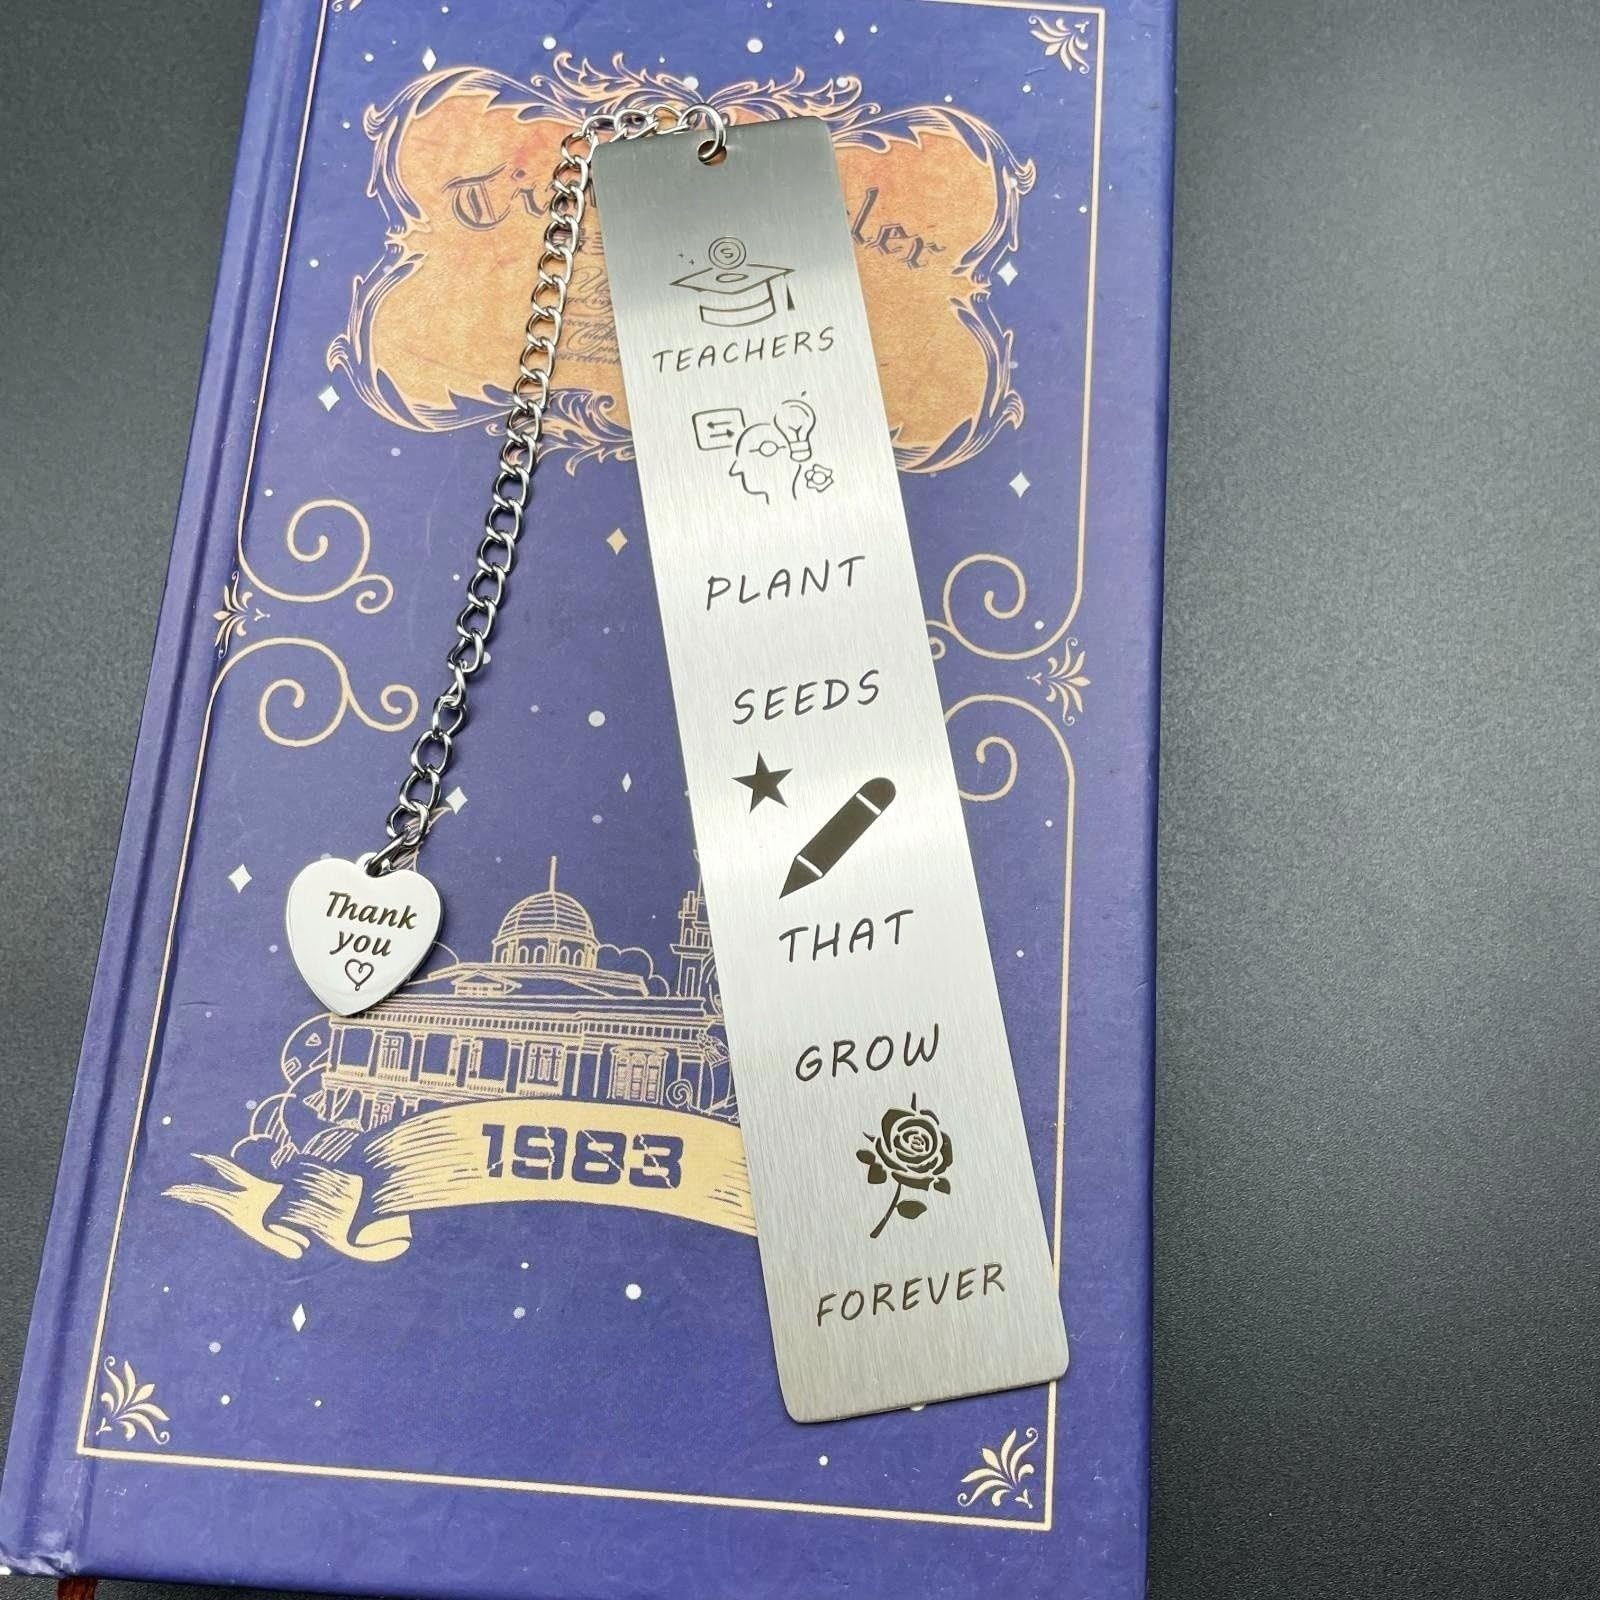 TEACHERS
PLANT
SEEDS
THAT
GROW
FOREVER
Thank
you
1983